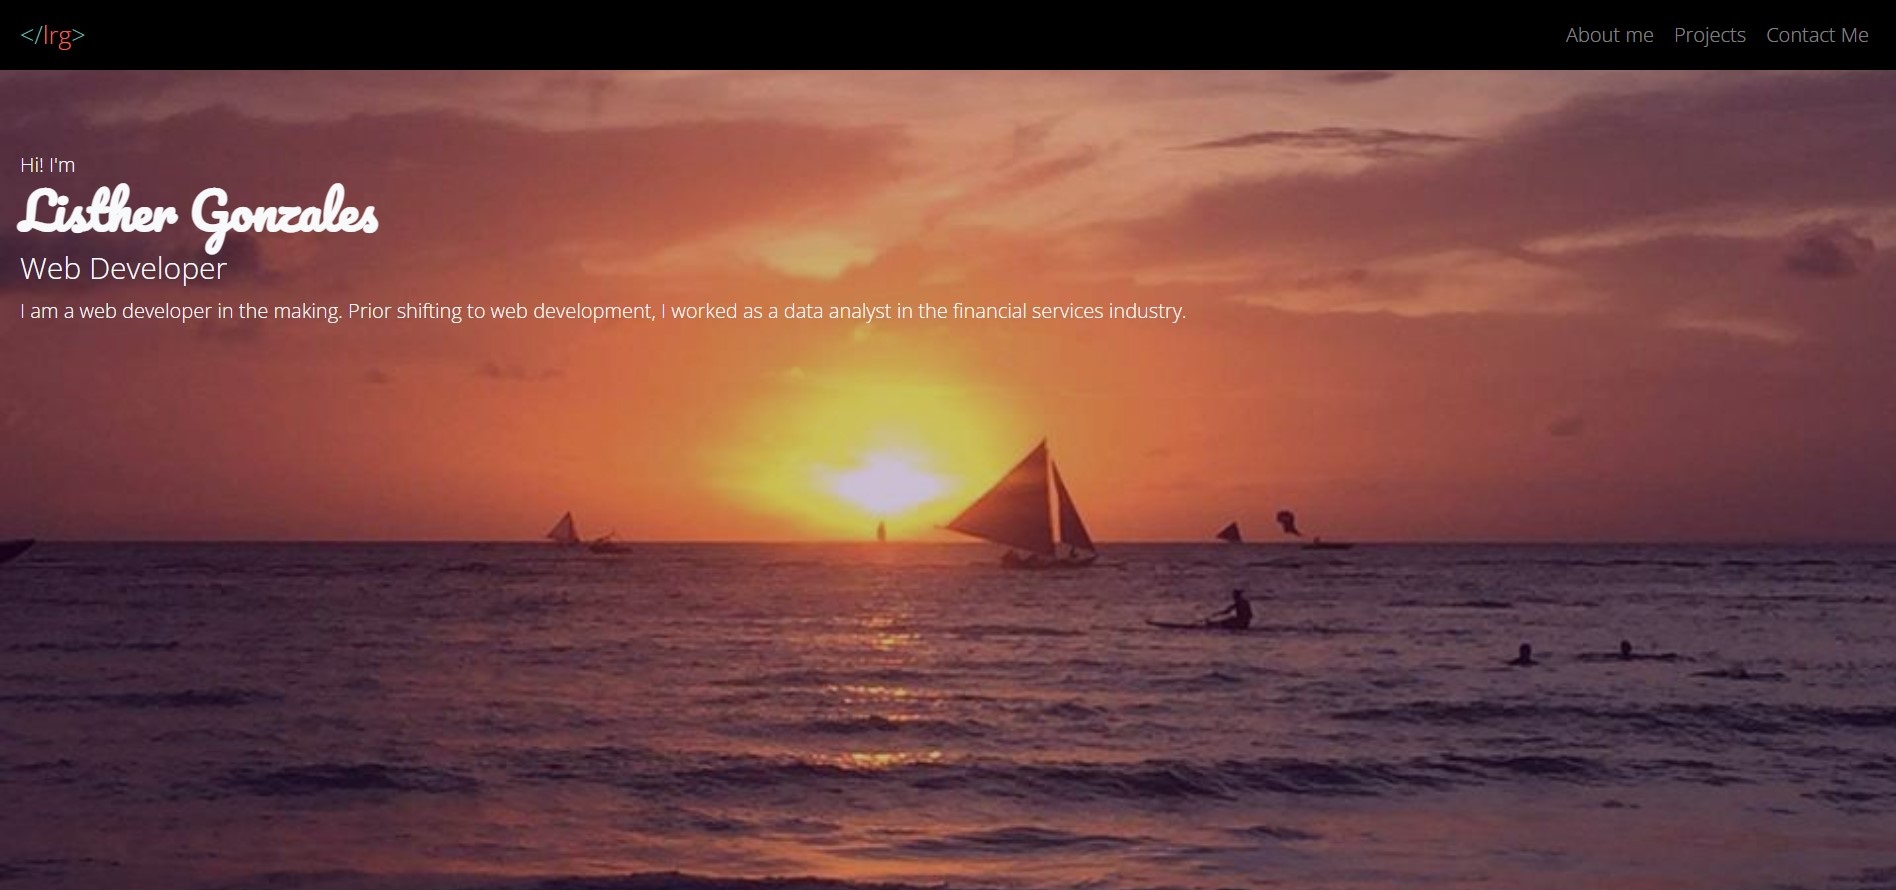 </lrg>
About me Projects Contact Me
Hi! I'm
Listher Gonzales
Web Developer
I am a web developer in the making. Prior shifting to web development, I worked as a data analyst in the financial services industry.